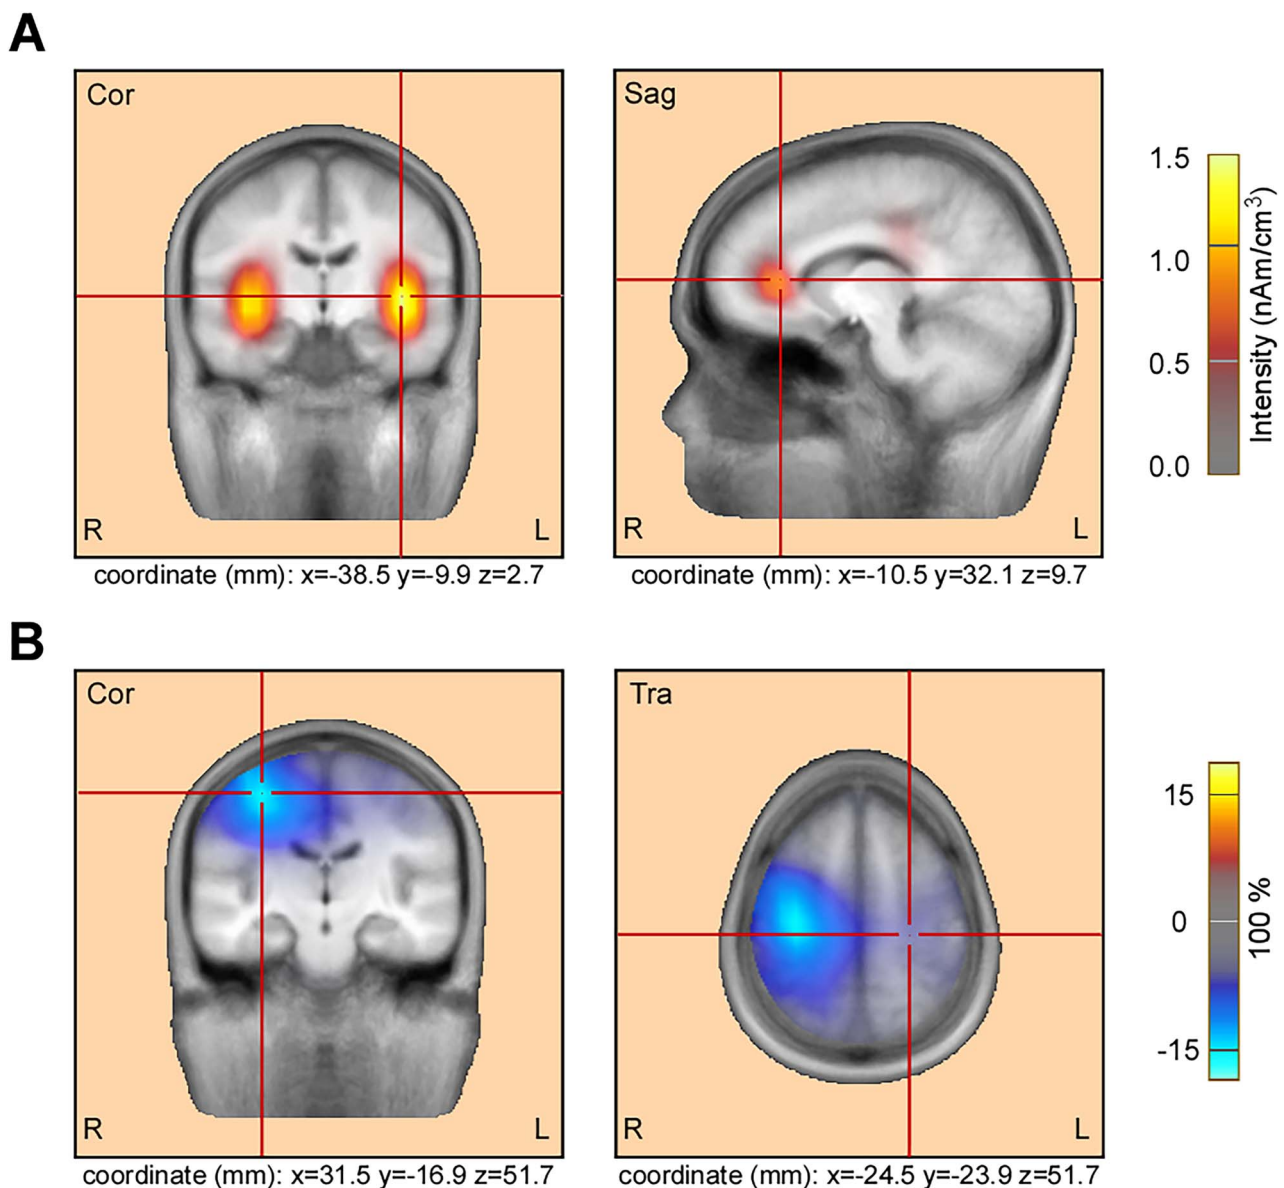 A
Cor
R
L
coordinate (mm): x=-38.5 y=-9.9 z=2.7
Sag
R
L
coordinate (mm): x=-10.5 y=32.1 z=9.7
1.5
1.0
0.5
0.0
Intensity (nAm/cm³)
B
Cor
R
L
coordinate (mm): x=31.5 y=-16.9 z=51.7
Tra
R
L
coordinate (mm): x=-24.5 y=-23.9 z=51.7
15
0
-15
100 %